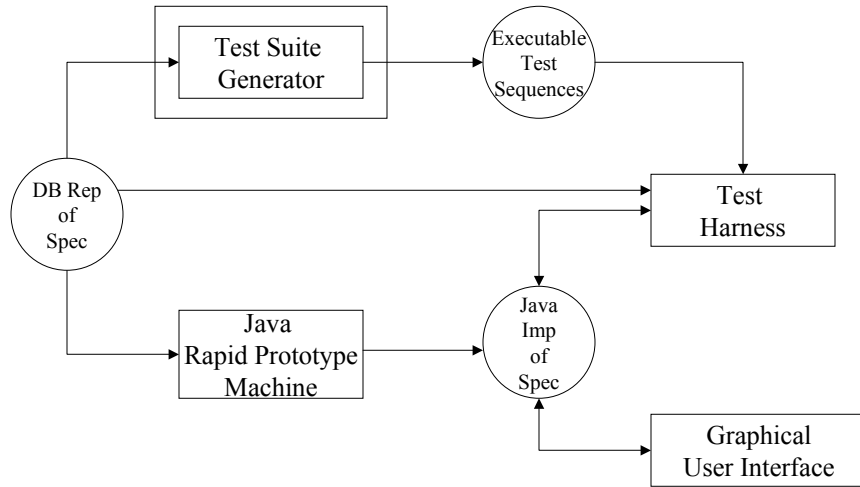 Test Suite
Generator
Executable
Test
Sequences
DB Rep
of
Spec
Test
Harness
Java
Rapid Prototype
Machine
Java
Imp
of
Spec
Graphical
User Interface